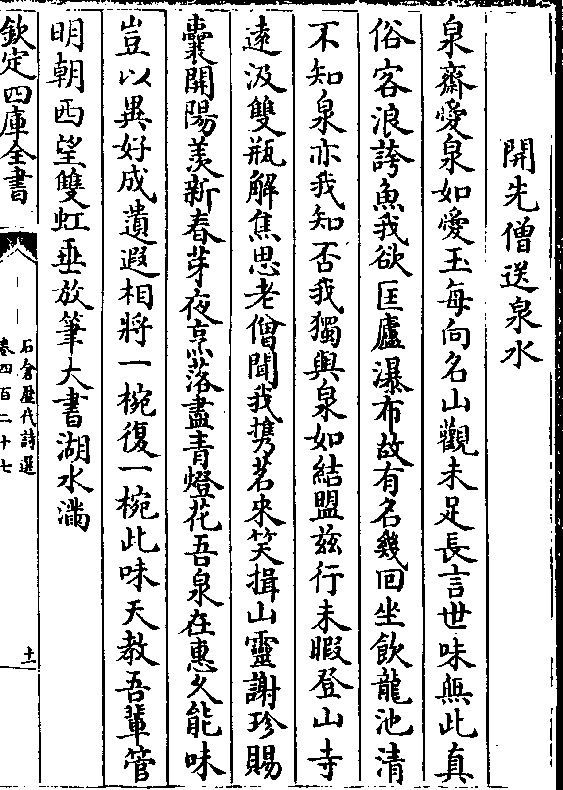 開先僧送泉水
泉齋愛泉如愛玉每向名山觀未足長言世味無此真
俗客浪誇魚我欲匡廬瀑布故有名幾回坐飲龍池清
不知泉亦我知否我獨與泉如結盟兹行未暇登山寺
遠汲雙瓶解焦思老僧聞我携茗來笑揖山靈謝珍賜
囊開陽羨新春芽夜烹落盡青燈花吾泉在惠久能味
豈以異好成遺遐相將一椀復一椀此味天教吾輩管
明朝西望雙虹垂放筆大書湖水滿
欽定四庫全書
石倉歷代詩選
卷四百二十七
十一